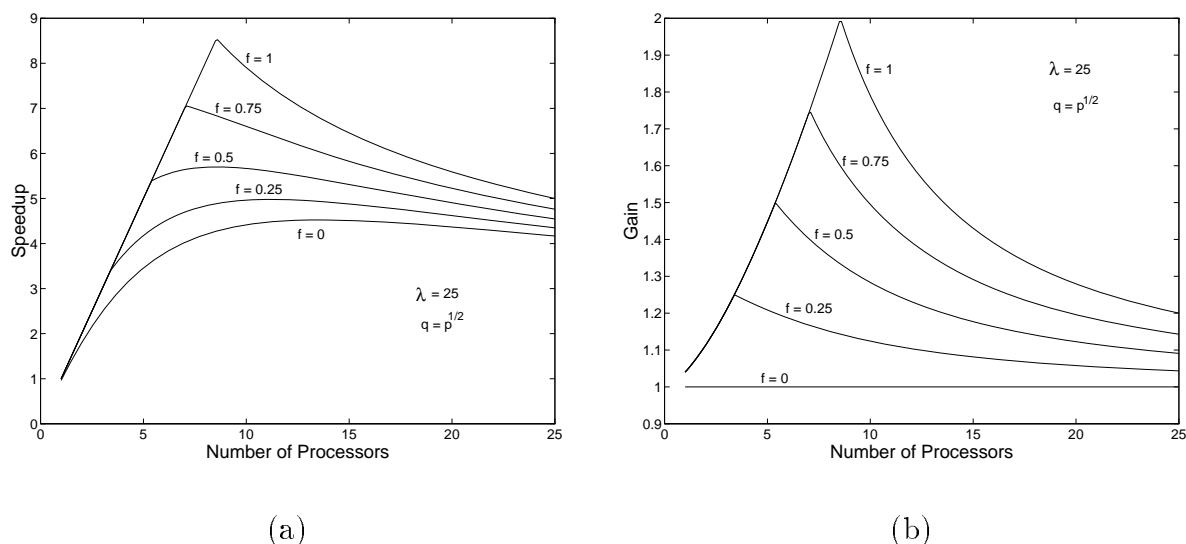 9
8
7
6
5
4
3
2
1
0
Speedup
f = 1
f = 0.75
f = 0.5
f = 0.25
f = 0
λ = 25
q = p^1/2
0 5 10 15 20 25
Number of Processors
(a)
2
1.9
1.8
1.7
1.6
1.5
1.4
1.3
1.2
1.1
1
0.9
Gain
f = 1
λ = 25
q = p^1/2
f = 0.75
f = 0.5
f = 0.25
f = 0
0 5 10 15 20 25
Number of Processors
(b)